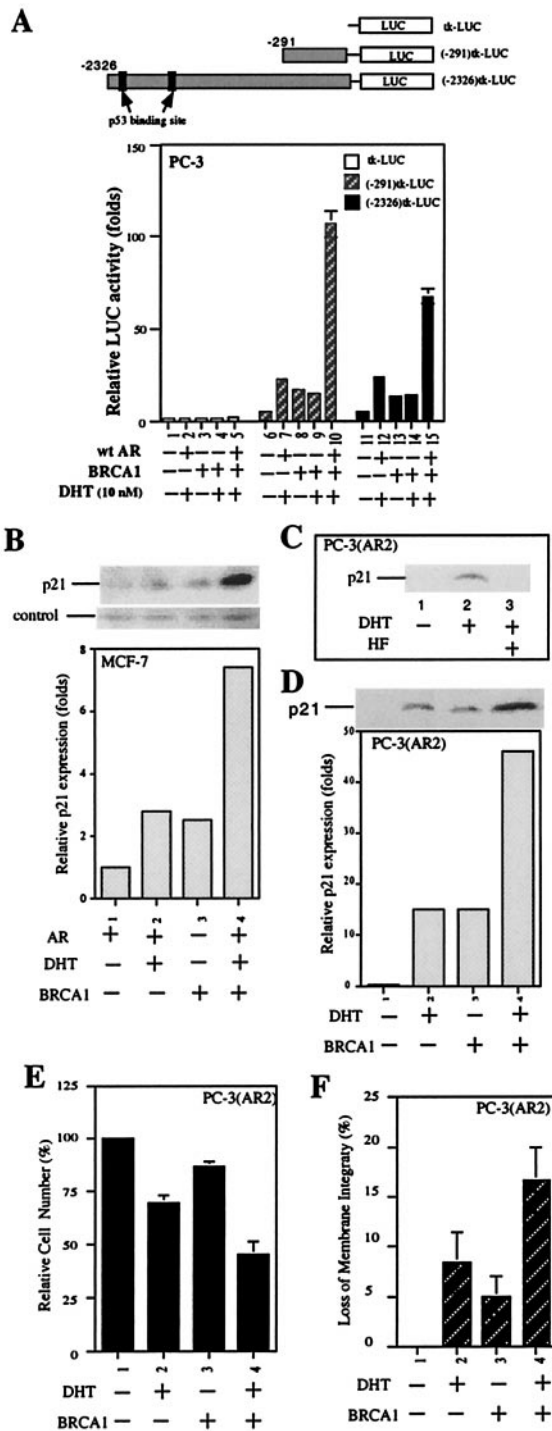 A
LUC tk-LUC
-291
LUC (-291)tk-LUC
-2326
LUC (-2326)tk-LUC
p53 binding site
PC-3
tk-LUC
(-291)tk-LUC
(-2326)tk-LUC
Relative LUC activity (folds)
150
100
50
0
1 2 3 4 5 6 7 8 9 10 11 12 13 14 15
wt AR — + — — + — + — — + — + — — +
BRCA1 — — + + + — — + + + — — + + +
DHT (10 nM) — + — + + — + — + + — + — + +
B
p21
control
MCF-7
Relative p21 expression (folds)
8
6
4
2
0
1 2 3 4
AR + + — +
DHT — + — +
BRCA1 — — + +
C
PC-3(AR2)
p21
1 2 3
DHT — + +
HF +
D
p21
PC-3(AR2)
Relative p21 expression (folds)
50
40
30
20
10
0
1 2 3 4
DHT — + — +
BRCA1 — — + +
E
PC-3(AR2)
Relative Cell Number (%)
125
100
75
50
25
0
1 2 3 4
DHT — + — +
BRCA1 — — + +
F
PC-3(AR2)
Loss of Membrane Integraty (%)
25
20
15
10
5
0
1 2 3 4
DHT — + — +
BRCA1 — — + +